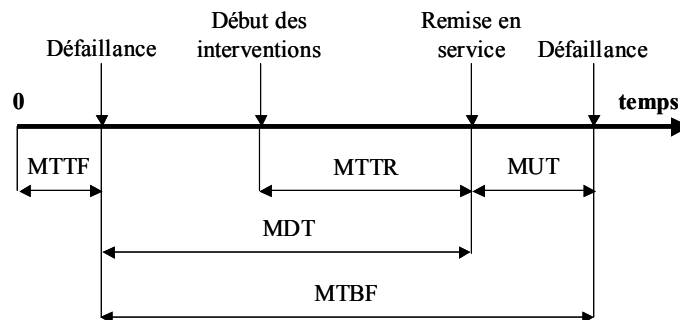 Début des
interventions
Remise en
service
Défaillance
Défaillance
0
temps
MTTF
MTTR
MUT
MDT
MTBF